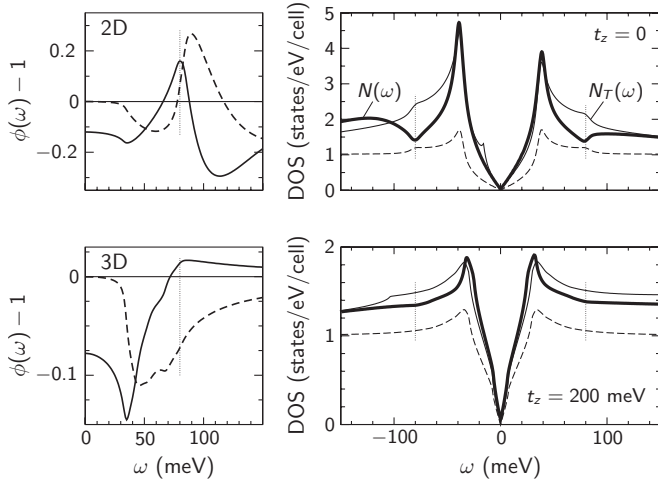 2D
ϕ(ω) − 1
0.2
0
−0.2
DOS (states/eV/cell)
5
4
3
2
1
0
t_z = 0
N(ω)
N_T(ω)
3D
ϕ(ω) − 1
0
−0.1
0 50 100
ω (meV)
DOS (states/eV/cell)
2
1
0
t_z = 200 meV
−100 0 100
ω (meV)